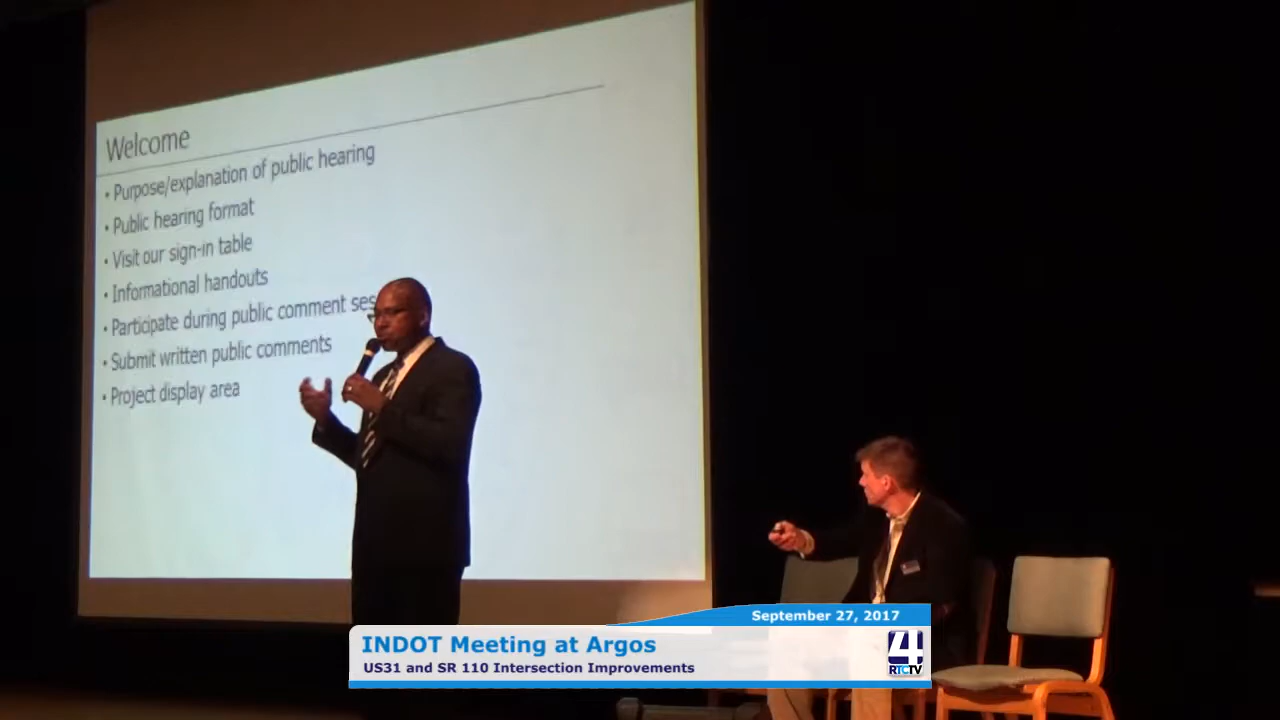 Welcome
• Purpose/explanation of public hearing
• Public hearing format
• Visit our sign-in table
• Informational handouts
• Participate during public comment ses
• Submit written public comments
• Project display area
September 27, 2017
INDOT Meeting at Argos
US31 and SR 110 Intersection Improvements
4
RTCTV